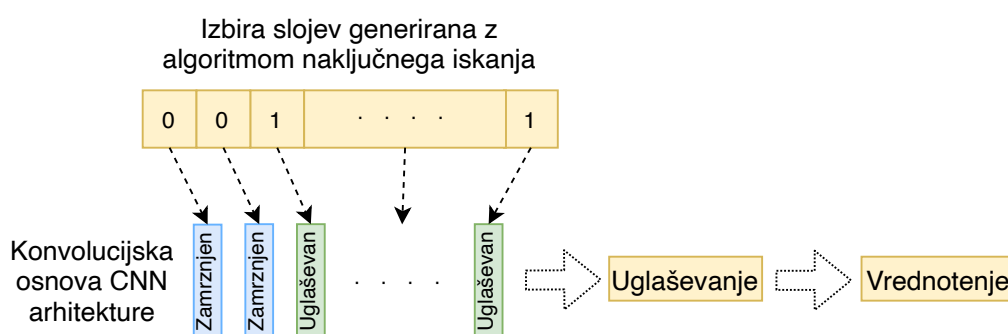 Izbira slojev generirana z
algoritmom naključnega iskanja
0 0 1 · · · · 1
Konvolucijska
osnova CNN
arhitekture
Zamrznjen
Zamrznjen
Uglaševan
· · · ·
Uglaševan
Uglaševanje
Vrednotenje